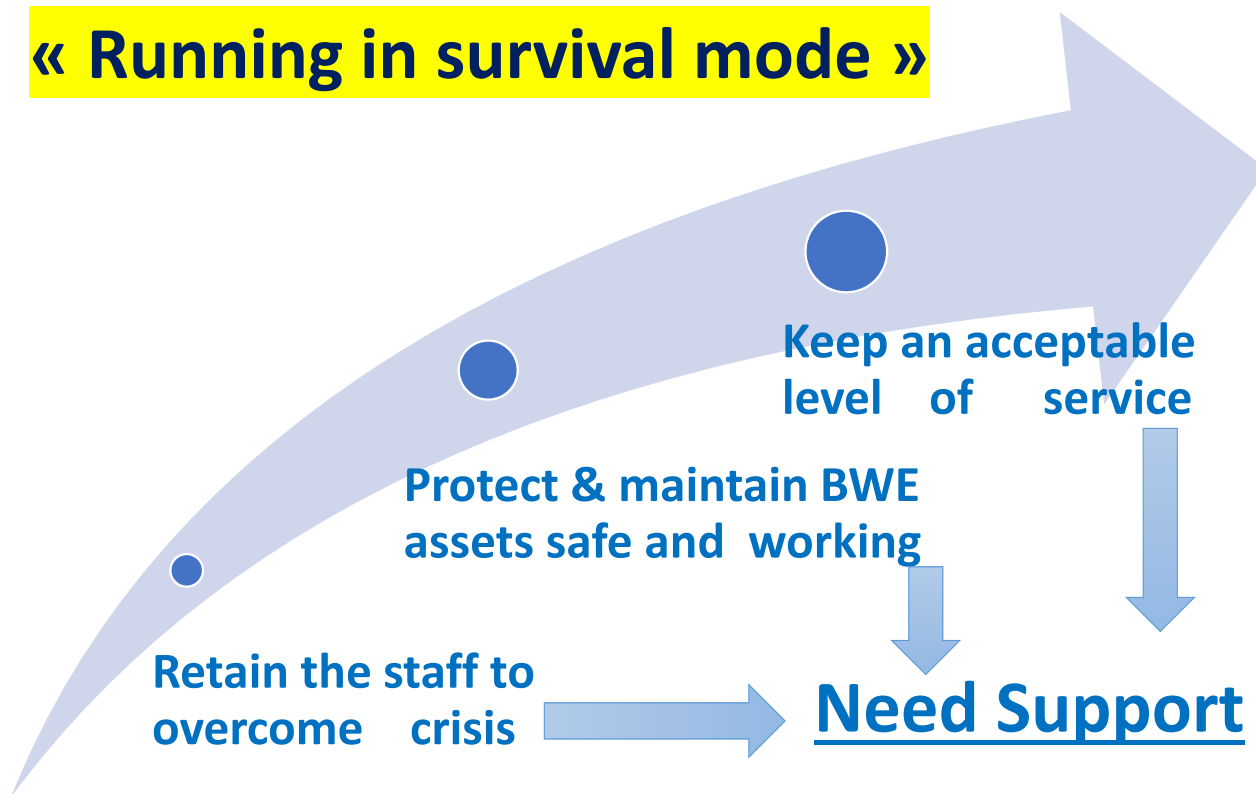 « Running in survival mode »
Keep an acceptable
level of service
Protect & maintain BWE
assets safe and working
Retain the staff to
overcome crisis
Need Support